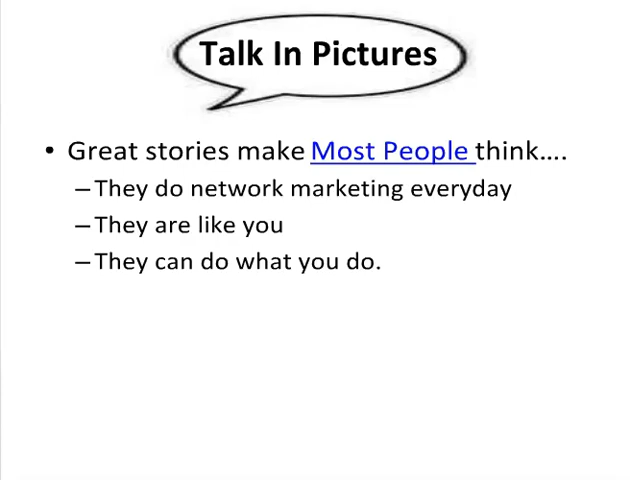 Talk In Pictures
• Great stories make Most People think....
–They do network marketing everyday
–They are like you
–They can do what you do.